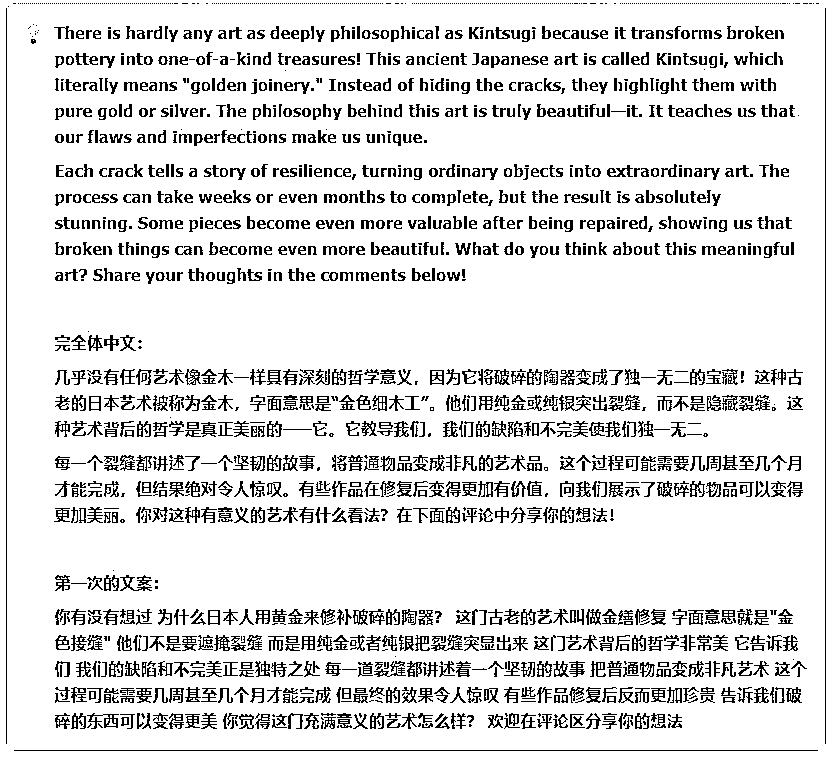 There is hardly any art as deeply philosophical as Kintsugi because it transforms broken
pottery into one-of-a-kind treasures! This ancient Japanese art is called Kintsugi, which
literally means "golden joinery." Instead of hiding the cracks, they highlight them with
pure gold or silver. The philosophy behind this art is truly beautiful—it. It teaches us that
our flaws and imperfections make us unique.
Each crack tells a story of resilience, turning ordinary objects into extraordinary art. The
process can take weeks or even months to complete, but the result is absolutely
stunning. Some pieces become even more valuable after being repaired, showing us that
broken things can become even more beautiful. What do you think about this meaningful
art? Share your thoughts in the comments below!
完全体中文：
几乎没有任何艺术像金木一样具有深刻的哲学意义，因为它将破碎的陶器变成了独一无二的宝藏！这种古
老的日本艺术被称为金木，字面意思是“金色细木工”。他们用纯金或纯银突出裂缝，而不是隐藏裂缝。这
种艺术背后的哲学是真正美丽的——它。它教导我们，我们的缺陷和不完美使我们独一无二。
每一个裂缝都讲述了一个坚韧的故事，将普通物品变成非凡的艺术品。这个过程可能需要几周甚至几个月
才能完成，但结果绝对令人惊叹。有些作品在修复后变得更加有价值，向我们展示了破碎的物品可以变得
更加美丽。你对这种有意义的艺术有什么看法？在下面的评论中分享你的想法！
第一次的文案：
你有没有想过 为什么日本人用黄金来修补破碎的陶器？ 这门古老的艺术叫做金缮修复 字面意思就是"金
色接缝" 他们不是要遮掩裂缝 而是用纯金或者纯银把裂缝突显出来 这门艺术背后的哲学非常美 它告诉我
们 我们的缺陷和不完美正是独特之处 每一道裂缝都讲述着一个坚韧的故事 把普通物品变成非凡艺术 这个
过程可能需要几周甚至几个月才能完成 但最终的效果令人惊叹 有些作品修复后反而更加珍贵 告诉我们破
碎的东西可以变得更美 你觉得这门充满意义的艺术怎么样？ 欢迎在评论区分享你的想法